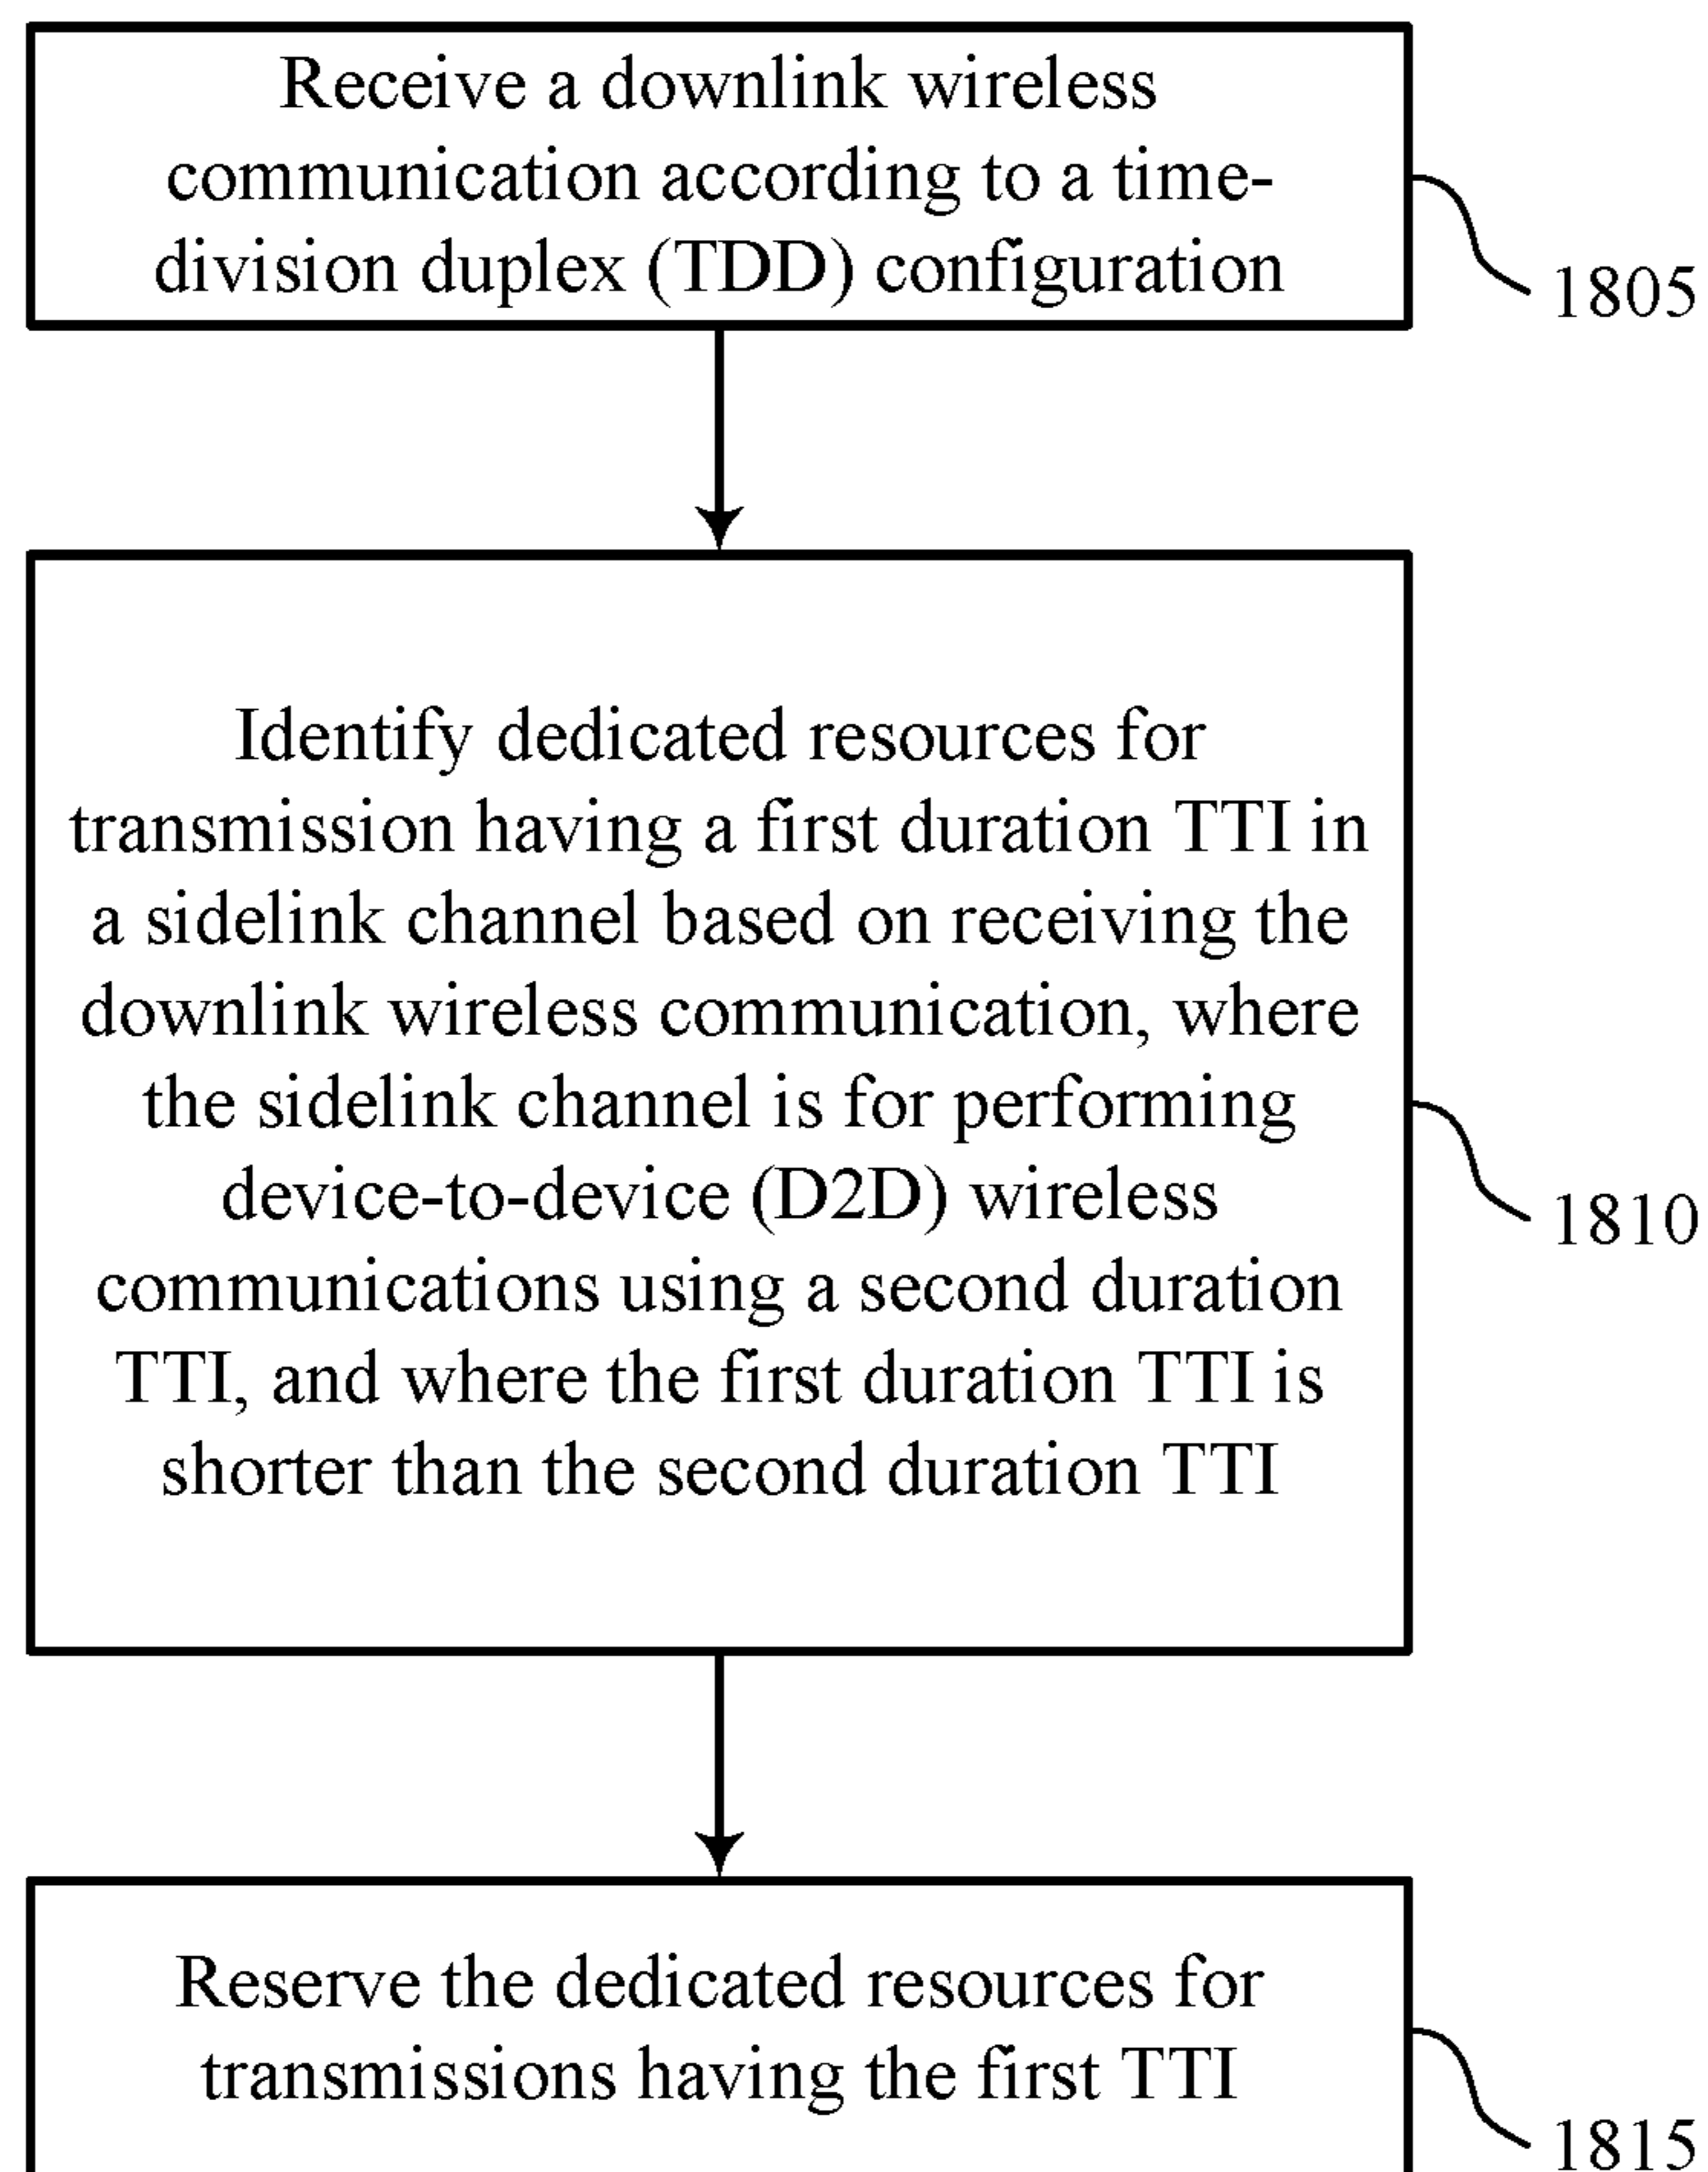 Receive a downlink wireless
communication according to a time-
division duplex (TDD) configuration
1805
Identify dedicated resources for
transmission having a first duration TTI in
a sidelink channel based on receiving the
downlink wireless communication, where
the sidelink channel is for performing
device-to-device (D2D) wireless
communications using a second duration
TTI, and where the first duration TTI is
shorter than the second duration TTI
1810
Reserve the dedicated resources for
transmissions having the first TTI
1815